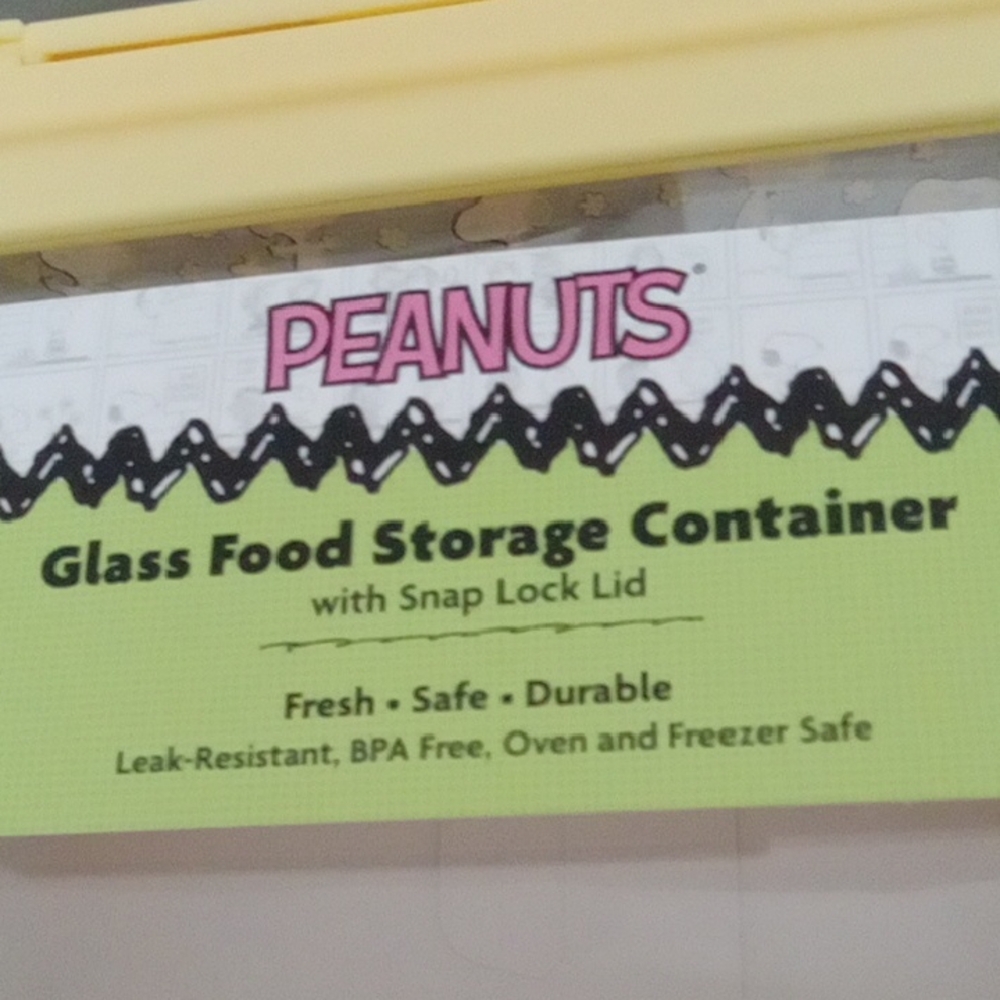 PEANUTS
Glass Food Storage Container
with Snap Lock Lid
Fresh • Safe • Durable
Leak-Resistant, BPA Free, Oven and Freezer Safe